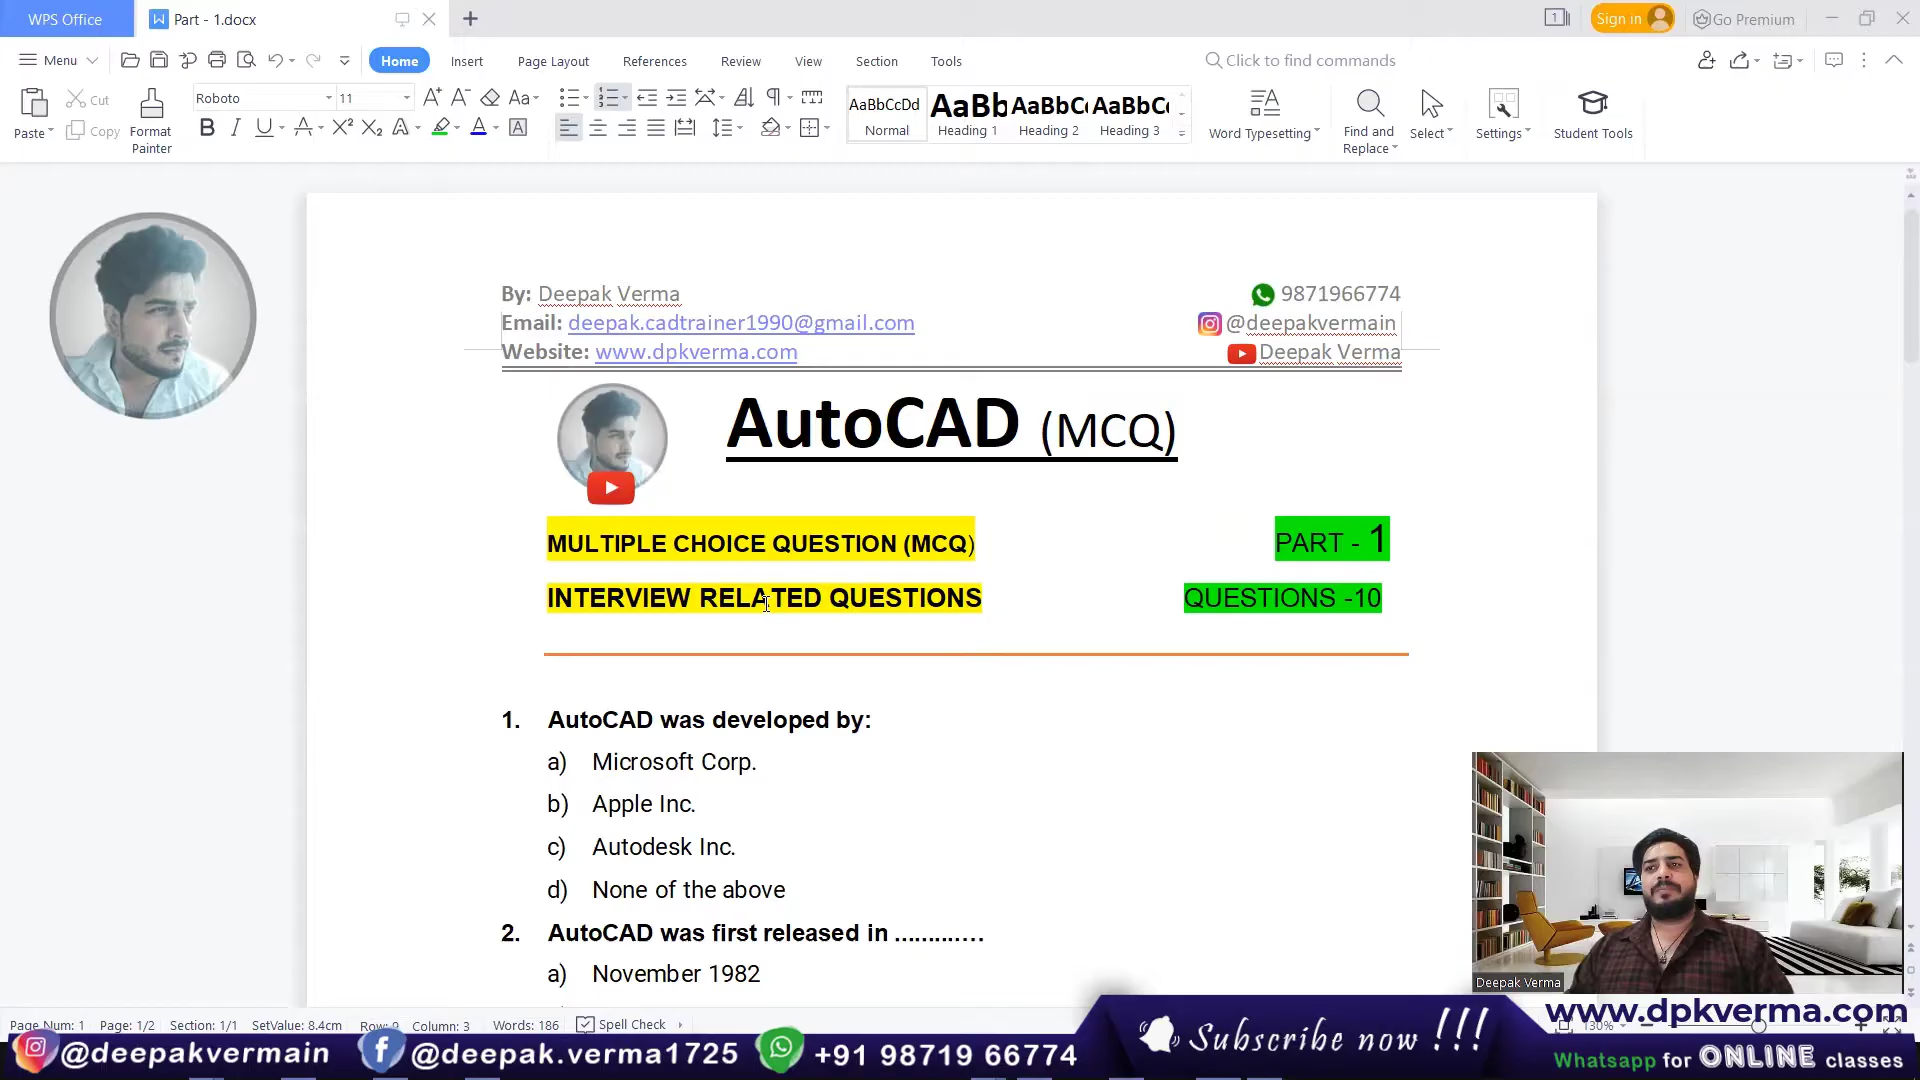 WPS Office
Part - 1.docx
1
Sign in
Go Premium
Menu
Home
Insert
Page Layout
References
Review
View
Section
Tools
Click to find commands
Paste
Cut
Copy
Format Painter
Roboto
11
AaBbCcDd
Normal
AaBb
Heading 1
AaBbC
Heading 2
AaBbC
Heading 3
Word Typesetting
Find and Replace
Select
Settings
Student Tools
By: Deepak Verma
9871966774
Email: deepak.cadtrainer1990@gmail.com
@deepakvermain
Website: www.dpkverma.com
Deepak Verma
AutoCAD (MCQ)
MULTIPLE CHOICE QUESTION (MCQ)
PART - 1
INTERVIEW RELATED QUESTIONS
QUESTIONS -10
1. AutoCAD was developed by:
a) Microsoft Corp.
b) Apple Inc.
c) Autodesk Inc.
d) None of the above
2. AutoCAD was first released in ………….
a) November 1982
Deepak Verma
Page Num: 1
Page: 1/2
Section: 1/1
SetValue: 8.4cm
Row: 9
Column: 3
Words: 186
Spell Check
130%
@deepakvermain
@deepak.verma1725
+91 98719 66774
Subscribe now !!!
www.dpkverma.com
Whatsapp for ONLINE classes